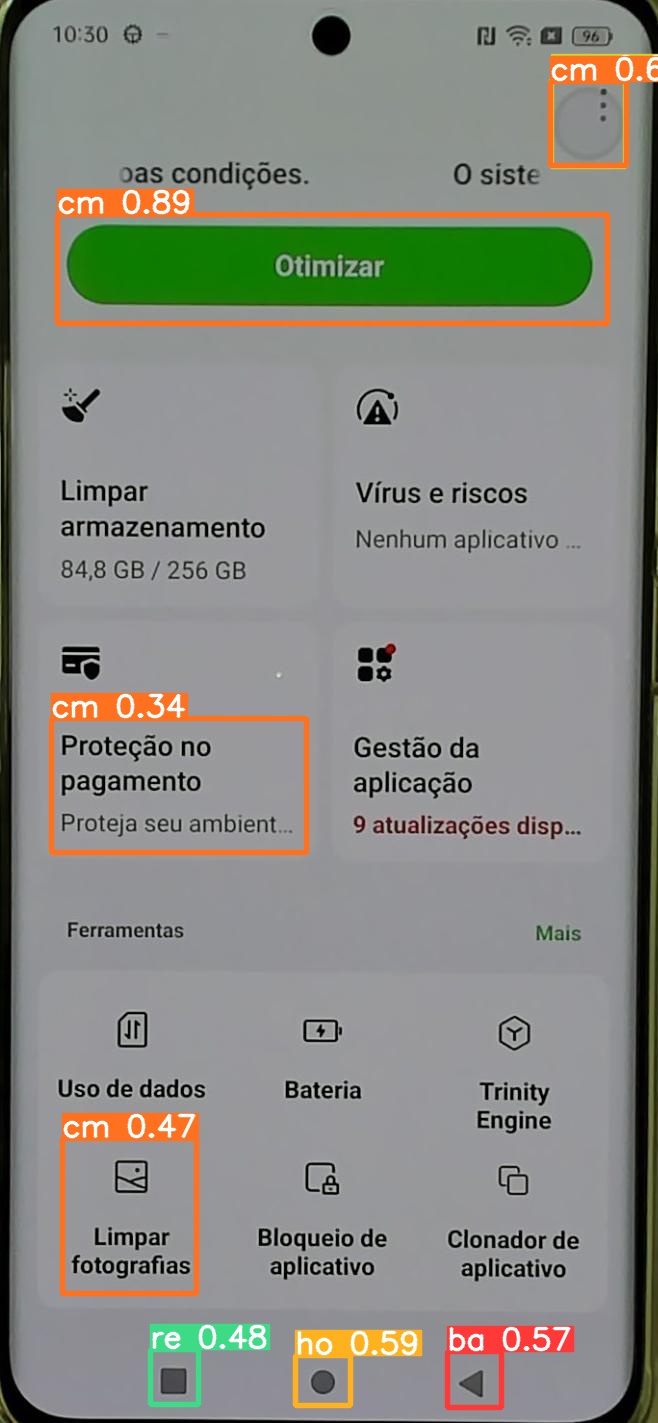 10:30
96
cm 0.6
oas condições. O siste
cm 0.89
Otimizar
Limpar
armazenamento
84,8 GB / 256 GB
Vírus e riscos
Nenhum aplicativo ...
cm 0.34
Proteção no
pagamento
Proteja seu ambient...
Gestão da
aplicação
9 atualizações disp...
Ferramentas
Mais
Uso de dados
Bateria
Trinity
Engine
cm 0.47
Limpar
fotografias
Bloqueio de
aplicativo
Clonador de
aplicativo
re 0.48
ho 0.59
ba 0.57